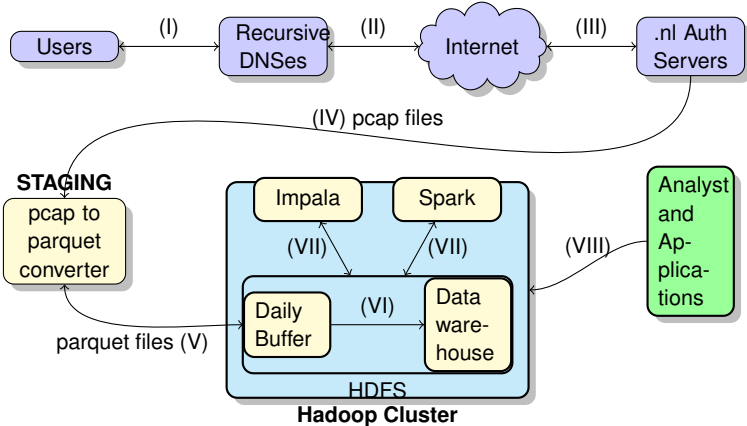 (I)
(II)
(III)
Users
Recursive
DNSes
Internet
.nl Auth
Servers
(IV) pcap files
STAGING
pcap to
parquet
converter
Impala
Spark
Analyst
and
Ap-
plica-
tions
(VII)
(VII)
(VIII)
Daily
Buffer
(VI)
Data
ware-
house
parquet files (V)
HDFS
Hadoop Cluster